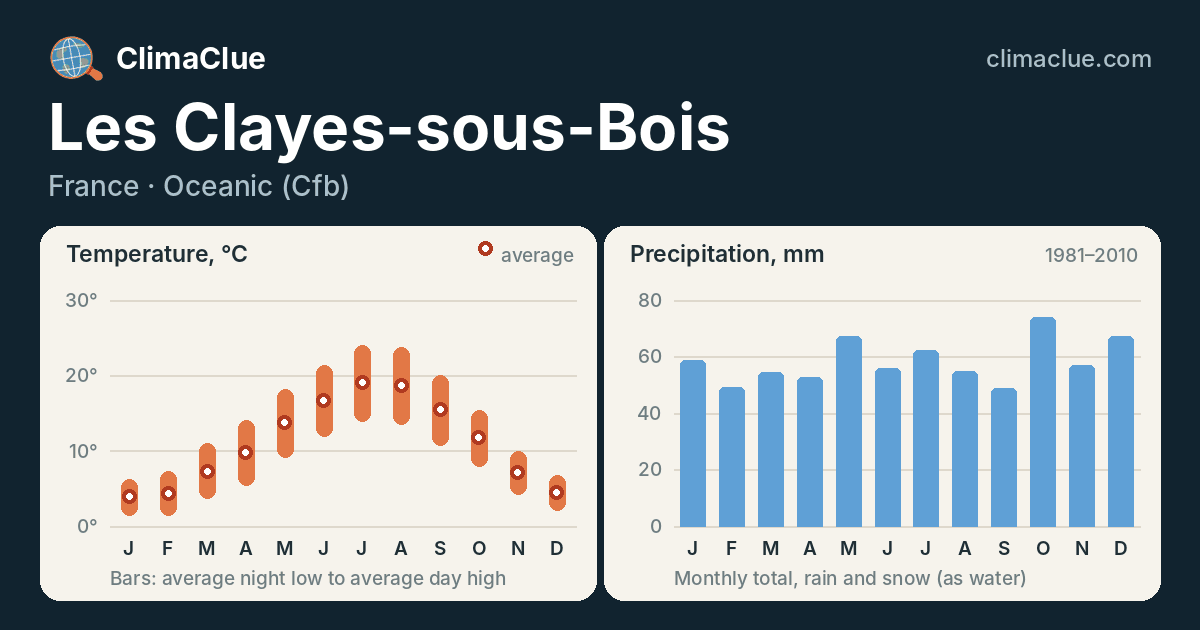 ClimaClue
climaclue.com
Les Clayes-sous-Bois
France · Oceanic (Cfb)
Temperature, °C
average
30°
20°
10°
0°
J F M A M J J A S O N D
Bars: average night low to average day high
Precipitation, mm
1981–2010
80
60
40
20
0
J F M A M J J A S O N D
Monthly total, rain and snow (as water)